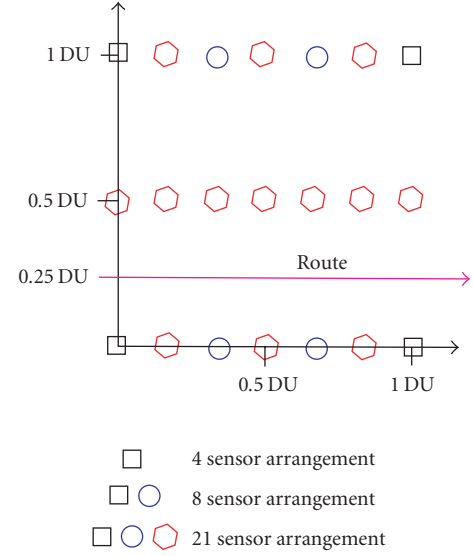 1 DU
0.5 DU
Route
0.25 DU
0.5 DU
1 DU
4 sensor arrangement
8 sensor arrangement
21 sensor arrangement